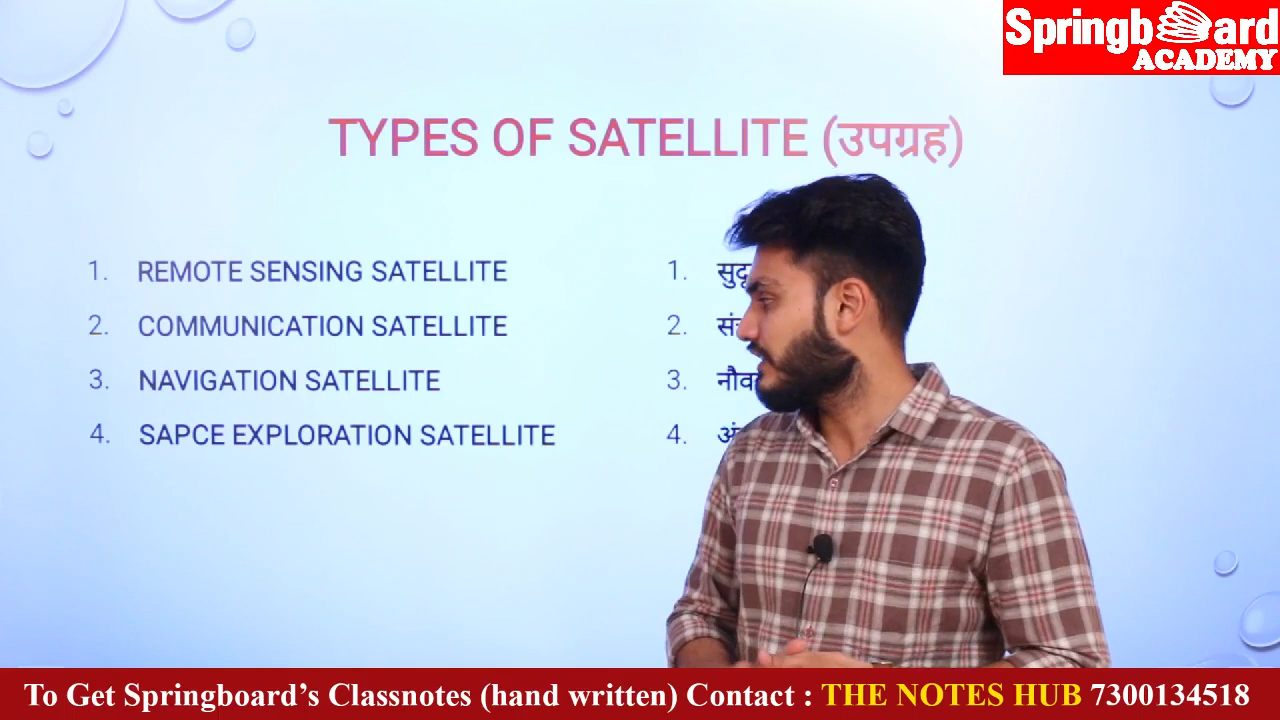 Springboard
ACADEMY
TYPES OF SATELLITE (उपग्रह)
1. REMOTE SENSING SATELLITE
2. COMMUNICATION SATELLITE
3. NAVIGATION SATELLITE
4. SAPCE EXPLORATION SATELLITE
1.
2.
3.
4.
To Get Springboard’s Classnotes (hand written) Contact : THE NOTES HUB 7300134518